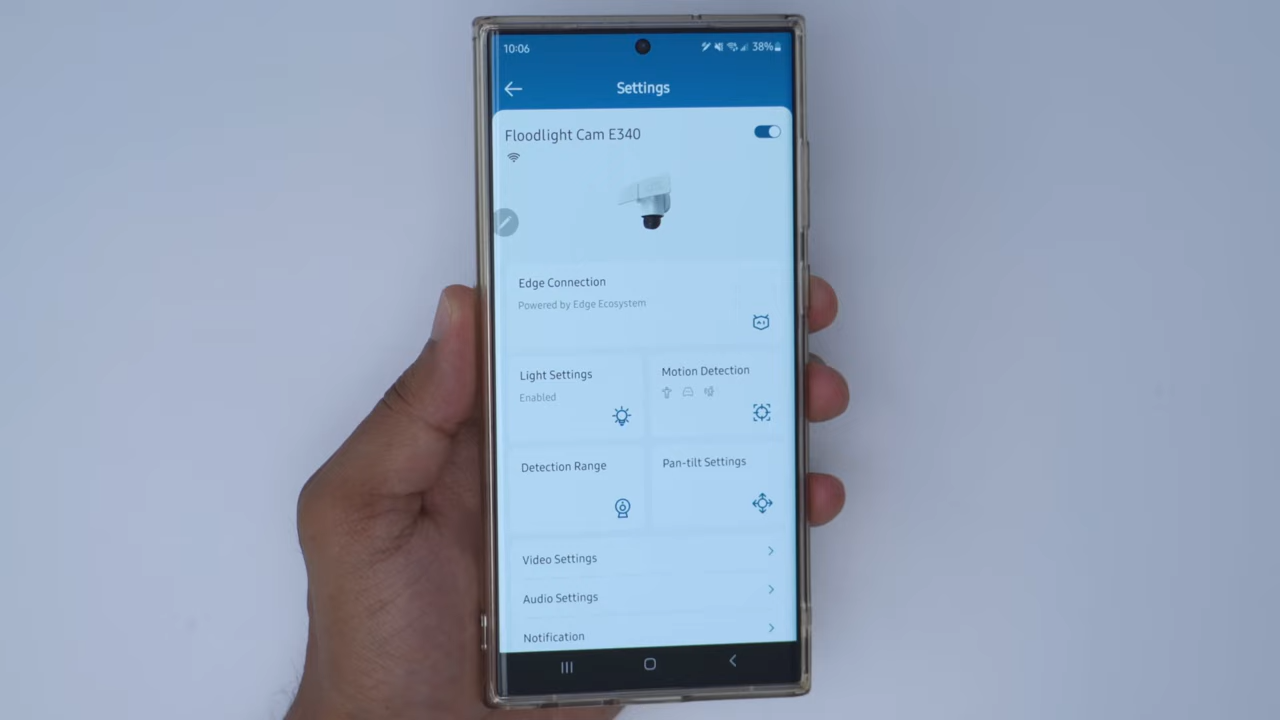 10:06
38%
Settings
Floodlight Cam E340
Edge Connection
Powered by Edge Ecosystem
Light Settings
Enabled
Motion Detection
Detection Range
Pan-tilt Settings
Video Settings
Audio Settings
Notification